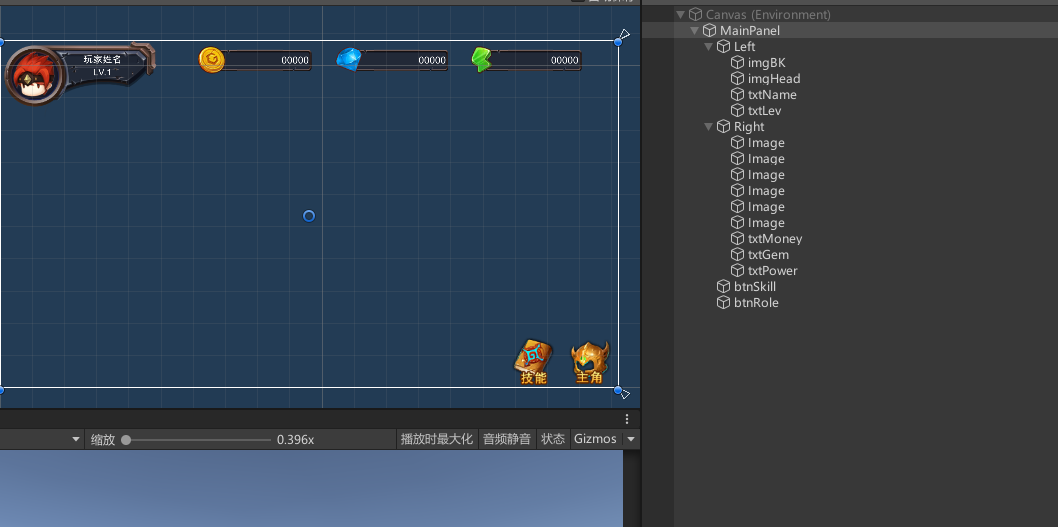 Canvas (Environment)
MainPanel
Left
imgBK
imgHead
txtName
txtLev
Right
Image
Image
Image
Image
Image
Image
txtMoney
txtGem
txtPower
btnSkill
btnRole
玩家姓名
LV.1
00000
00000
00000
技能
主角
缩放
0.396x
播放时最大化
音频静音
状态
Gizmos